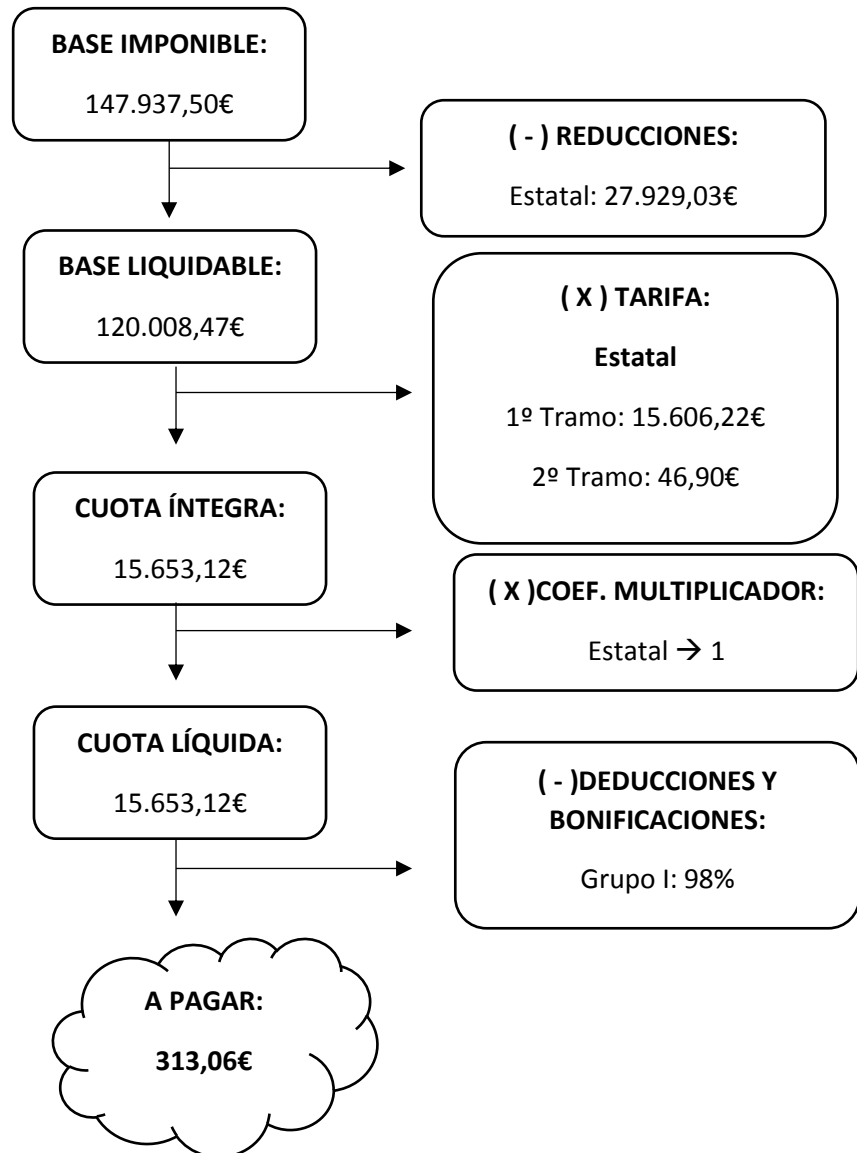 BASE IMPONIBLE:
147.937,50€
( - ) REDUCCIONES:
Estatal: 27.929,03€
BASE LIQUIDABLE:
120.008,47€
( X ) TARIFA:
Estatal
1º Tramo: 15.606,22€
2º Tramo: 46,90€
CUOTA ÍNTEGRA:
15.653,12€
( X )COEF. MULTIPLICADOR:
Estatal → 1
CUOTA LÍQUIDA:
15.653,12€
( - )DEDUCCIONES Y
BONIFICACIONES:
Grupo I: 98%
A PAGAR:
313,06€